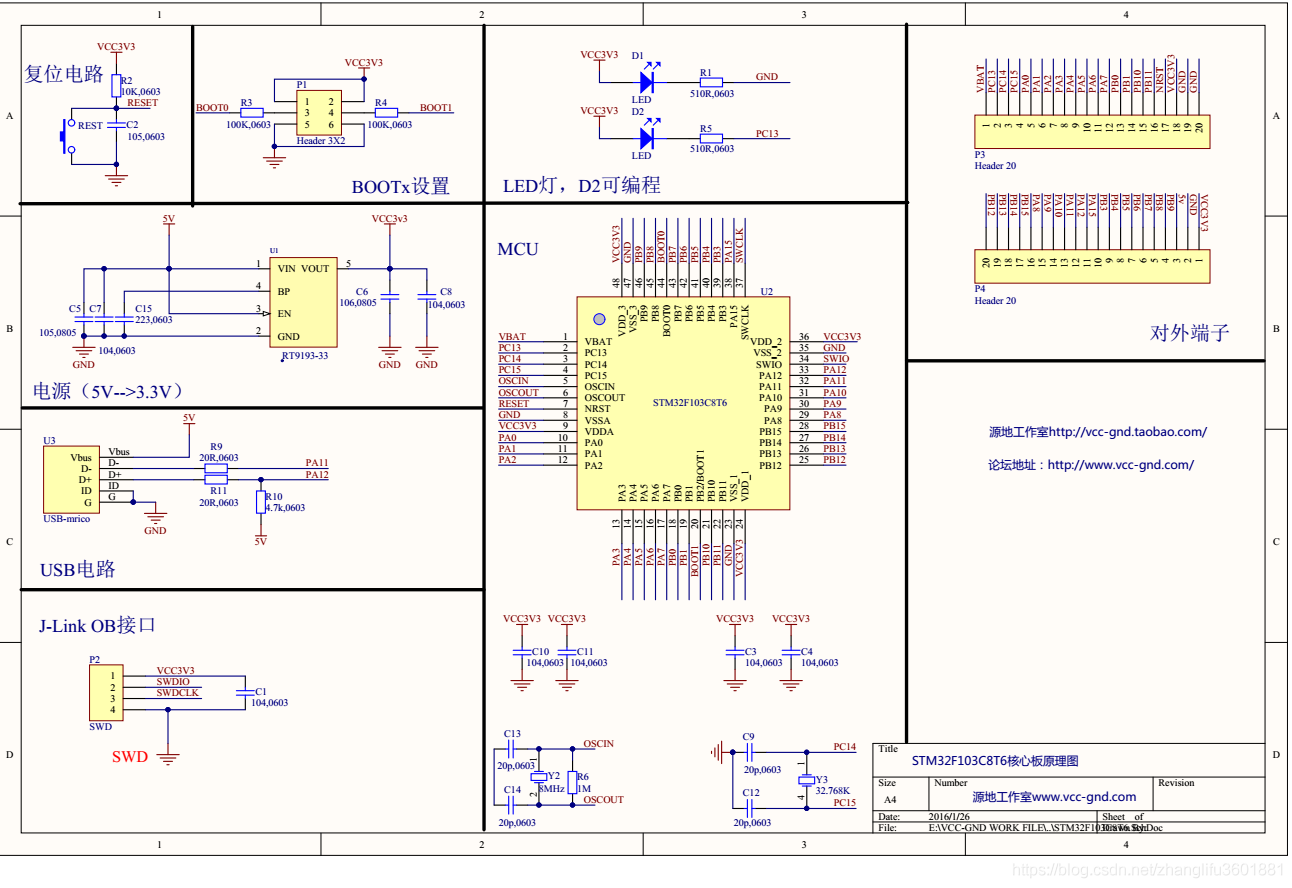 1 2 3 4
A
B
C
D
复位电路
VCC3V3
R2
10K,0603
RESET
REST
C2
105,0603
VCC3V3
P1
1 2
3 4
5 6
Header 3X2
BOOT0
R3
100K,0603
R4
100K,0603
BOOT1
BOOTx设置
VCC3V3
D1
LED
R1
510R,0603
GND
VCC3V3
D2
LED
R5
510R,0603
PC13
LED灯，D2可编程
VBAT
PC13
PC14
PC15
PA0
PA1
PA2
PA3
PA4
PA5
PA6
PA7
PB0
PB1
PB10
PB11
NRST
VCC3V3
GND
GND
1 2 3 4 5 6 7 8 9 10 11 12 13 14 15 16 17 18 19 20
P3
Header 20
PB12
PB13
PB14
PB15
PA8
PA9
PA10
PA11
PA12
PA15
PB3
PB4
PB5
PB6
PB7
PB8
PB9
5v
GND
VCC3V3
20 19 18 17 16 15 14 13 12 11 10 9 8 7 6 5 4 3 2 1
P4
Header 20
对外端子
5V
U1
1 VIN VOUT 5
4 BP
3 EN
2 GND
RT9193-33
C5
105,0805
C7
104,0603
C15
223,0603
GND
VCC3v3
C6
106,0805
C8
104,0603
GND
GND
电源（5V-->3.3V）
U3
Vbus
D-
D+
ID
G
USB-mrico
Vbus
D-
D+
ID
G
5V
R9
20R,0603
PA11
PA12
R11
20R,0603
R10
4.7k,0603
5V
GND
USB电路
J-Link OB接口
P2
1
2
3
4
SWD
VCC3V3
SWDIO
SWDCLK
C1
104,0603
SWD
MCU
VCC3V3
GND
PB9
PB8
BOOT0
PB7
PB6
PB5
PB4
PB3
PA15
SWCLK
48 47 46 45 44 43 42 41 40 39 38 37
U2
VDD_3
VSS_3
PB9
PB8
BOOT0
PB7
PB6
PB5
PB4
PB3
PA15
SWCLK
VBAT 1 VBAT
PC13 2 PC13
PC14 3 PC14
PC15 4 PC15
OSCIN 5 OSCIN
OSCOUT 6 OSCOUT
RESET 7 NRST
GND 8 VSSA
VCC3V3 9 VDDA
PA0 10 PA0
PA1 11 PA1
PA2 12 PA2
STM32F103C8T6
VDD_2 36 VCC3V3
VSS_2 35 GND
SWIO 34 SWIO
PA12 33 PA12
PA11 32 PA11
PA10 31 PA10
PA9 30 PA9
PA8 29 PA8
PB15 28 PB15
PB14 27 PB14
PB13 26 PB13
PB12 25 PB12
PA3
PA4
PA5
PA6
PA7
PB0
PB1
PB2/BOOT1
PB10
PB11
VSS_1
VDD_1
13 14 15 16 17 18 19 20 21 22 23 24
PA3
PA4
PA5
PA6
PA7
PB0
PB1
BOOT1
PB10
PB11
GND
VCC3V3
VCC3V3 VCC3V3
C10
104,0603
C11
104,0603
VCC3V3 VCC3V3
C3
104,0603
C4
104,0603
C13
20p,0603
OSCIN
1
Y2
8MHz
2
R6
1M
C14
20p,0603
OSCOUT
C9
20p,0603
PC14
1
Y3
32.768K
4
C12
20p,0603
PC15
源地工作室http://vcc-gnd.taobao.com/
论坛地址：http://www.vcc-gnd.com/
Title
STM32F103C8T6核心板原理图
Size
A4
Number
源地工作室www.vcc-gnd.com
Revision
Date: 2016/1/26 Sheet of
File: E:\VCC-GND WORK FILE\..\STM32F103C8T6.SchDoc
A
B
C
D
1 2 3 4
https://blog.csdn.net/zhanglifu3601881